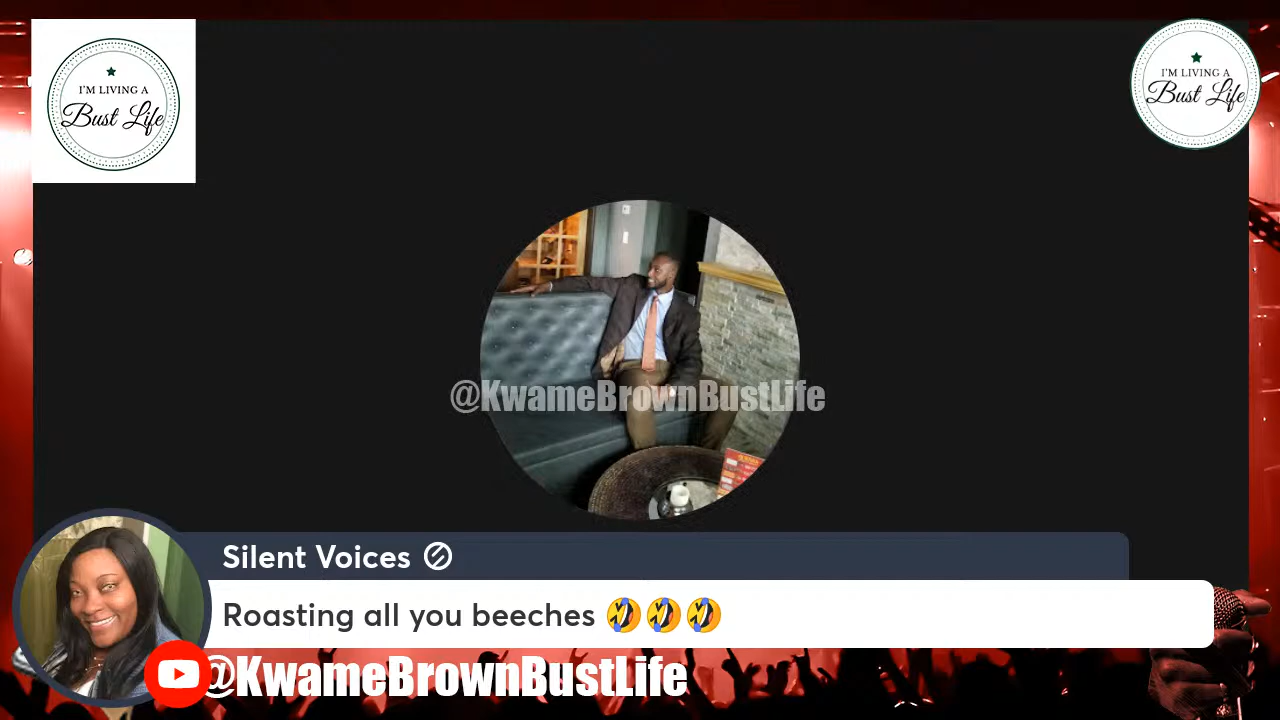 I'M LIVING A
Bust Life
I'M LIVING A
Bust Life
@KwameBrownBustLife
Silent Voices
Roasting all you beeches 🤣🤣🤣
@KwameBrownBustLife